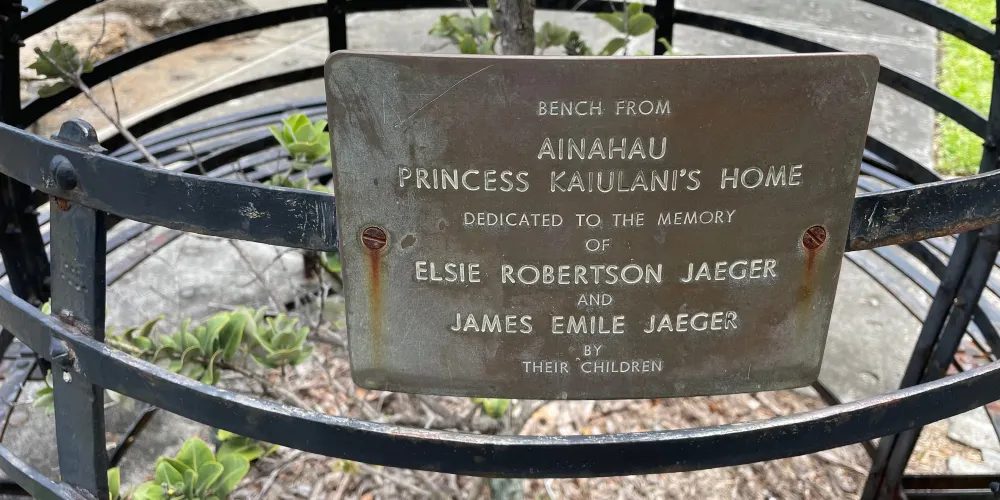 BENCH FROM
AINAHAU
PRINCESS KAIULANI'S HOME
DEDICATED TO THE MEMORY
OF
ELSIE ROBERTSON JAEGER
AND
JAMES EMILE JAEGER
BY
THEIR CHILDREN